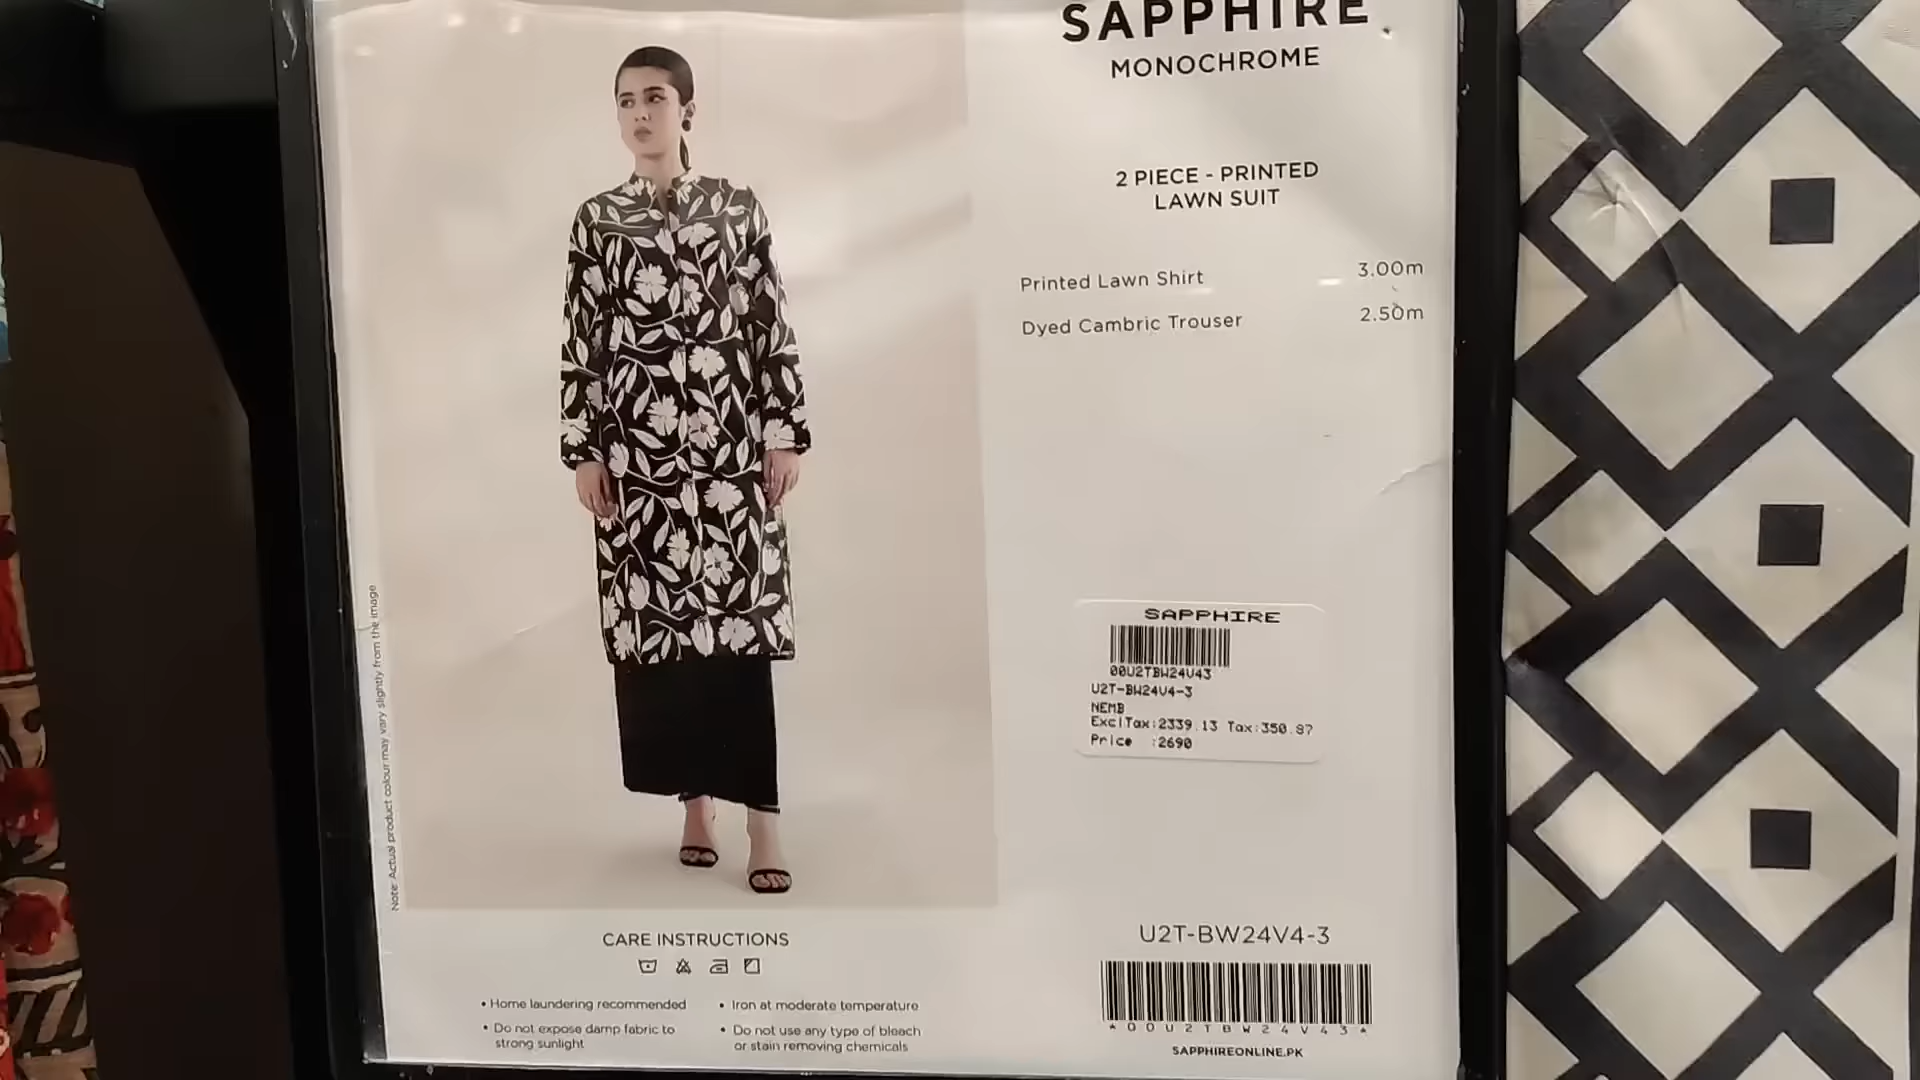 SAPPHIRE
MONOCHROME
2 PIECE - PRINTED
LAWN SUIT
Printed Lawn Shirt 3.00m
Dyed Cambric Trouser 2.50m
SAPPHIRE
00U2TBW24V43
U2T-BW24V4-3
NEMB
ExclTax:2339.13 Tax:350.87
Price :2690
Note: Actual product colour may vary slightly from the image
CARE INSTRUCTIONS
• Home laundering recommended
• Do not expose damp fabric to
strong sunlight
• Iron at moderate temperature
• Do not use any type of bleach
or stain removing chemicals
U2T-BW24V4-3
*00U2TBW24V43*
SAPPHIREONLINE.PK